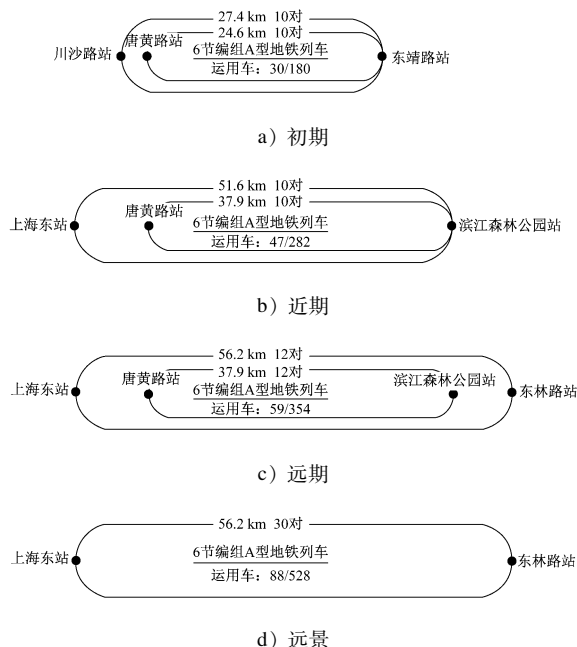 27.4 km 10对
24.6 km 10对
唐黄路站
川沙路站
6节编组A型地铁列车
运用车：30/180
东靖路站
a）初期
51.6 km 10对
37.9 km 10对
唐黄路站
上海东站
6节编组A型地铁列车
运用车：47/282
滨江森林公园站
b）近期
56.2 km 12对
37.9 km 12对
唐黄路站
滨江森林公园站
上海东站
6节编组A型地铁列车
运用车：59/354
东林路站
c）远期
56.2 km 30对
上海东站
6节编组A型地铁列车
运用车：88/528
东林路站
d）远景